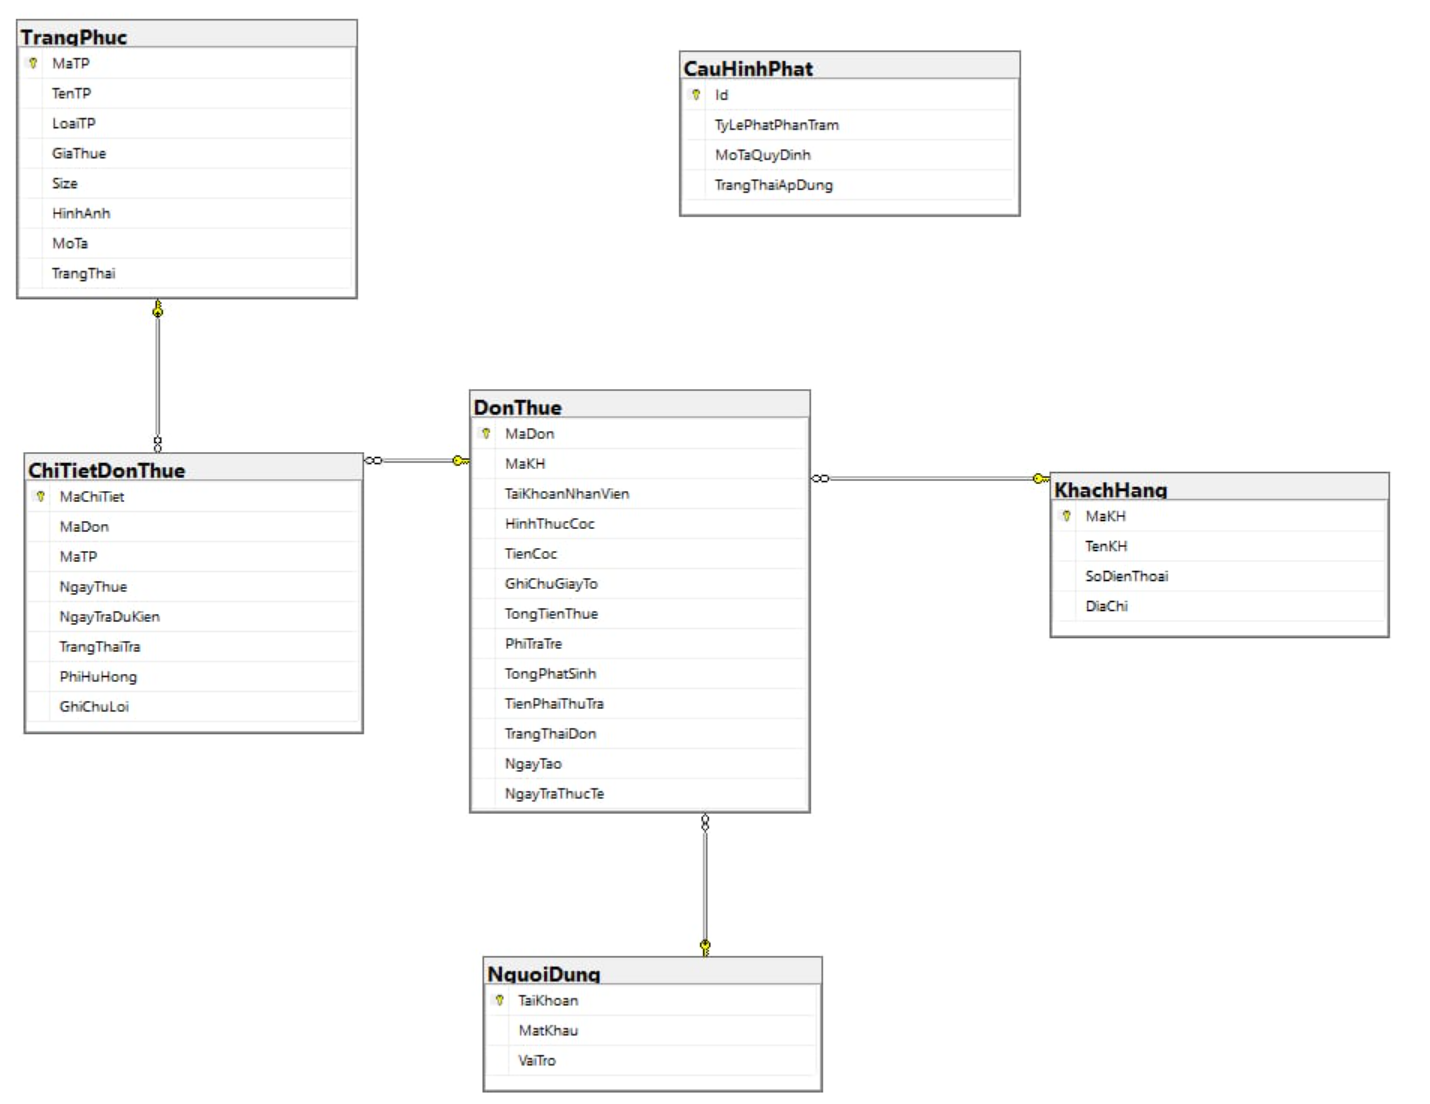 TrangPhuc
MaTP
TenTP
LoaiTP
GiaThue
Size
HinhAnh
MoTa
TrangThai
CauHinhPhat
Id
TyLePhatPhanTram
MoTaQuyDinh
TrangThaiApDung
ChiTietDonThue
MaChiTiet
MaDon
MaTP
NgayThue
NgayTraDuKien
TrangThaiTra
PhiHuHong
GhiChuLoi
DonThue
MaDon
MaKH
TaiKhoanNhanVien
HinhThucCoc
TienCoc
GhiChuGiayTo
TongTienThue
PhiTraTre
TongPhatSinh
TienPhaiThuTra
TrangThaiDon
NgayTao
NgayTraThucTe
KhachHang
MaKH
TenKH
SoDienThoai
DiaChi
NguoiDung
TaiKhoan
MatKhau
VaiTro